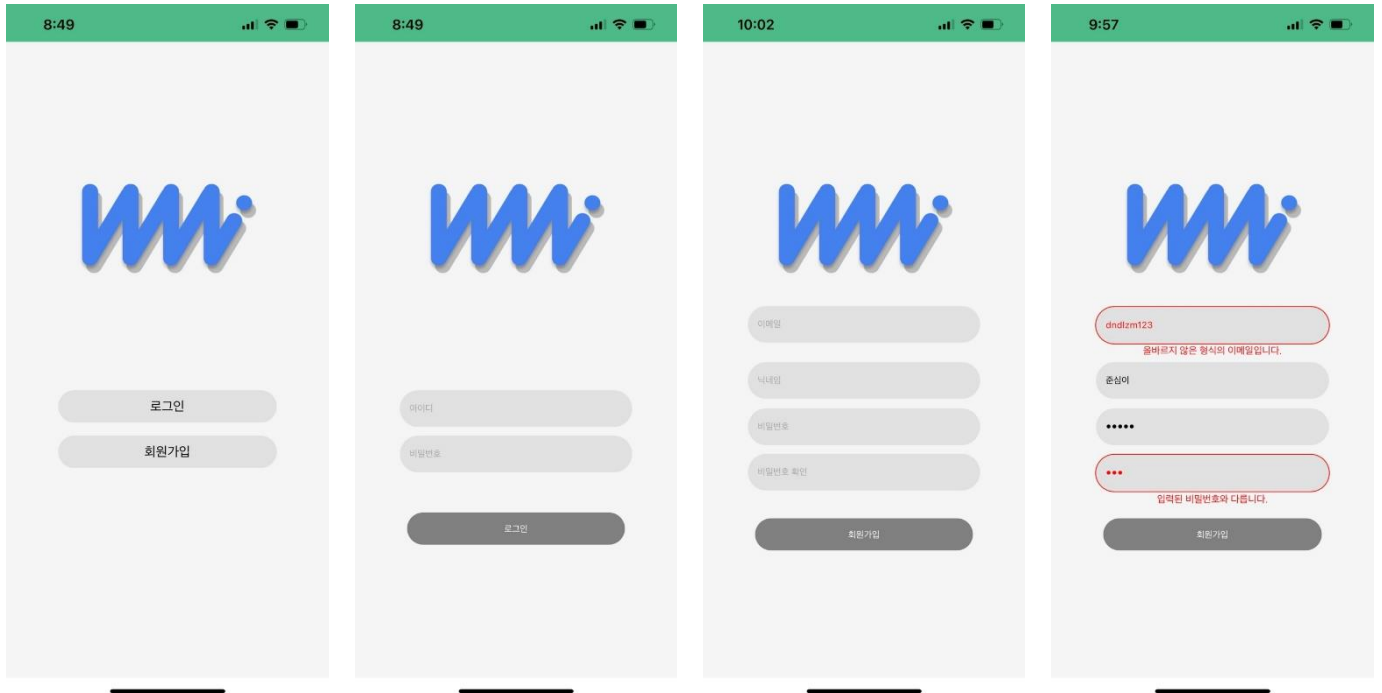 8:49
로그인
회원가입
8:49
아이디
비밀번호
로그인
10:02
이메일
닉네임
비밀번호
비밀번호 확인
회원가입
9:57
dndlzm123
올바르지 않은 형식의 이메일입니다.
준심이
•••••
•••
입력된 비밀번호와 다릅니다.
회원가입